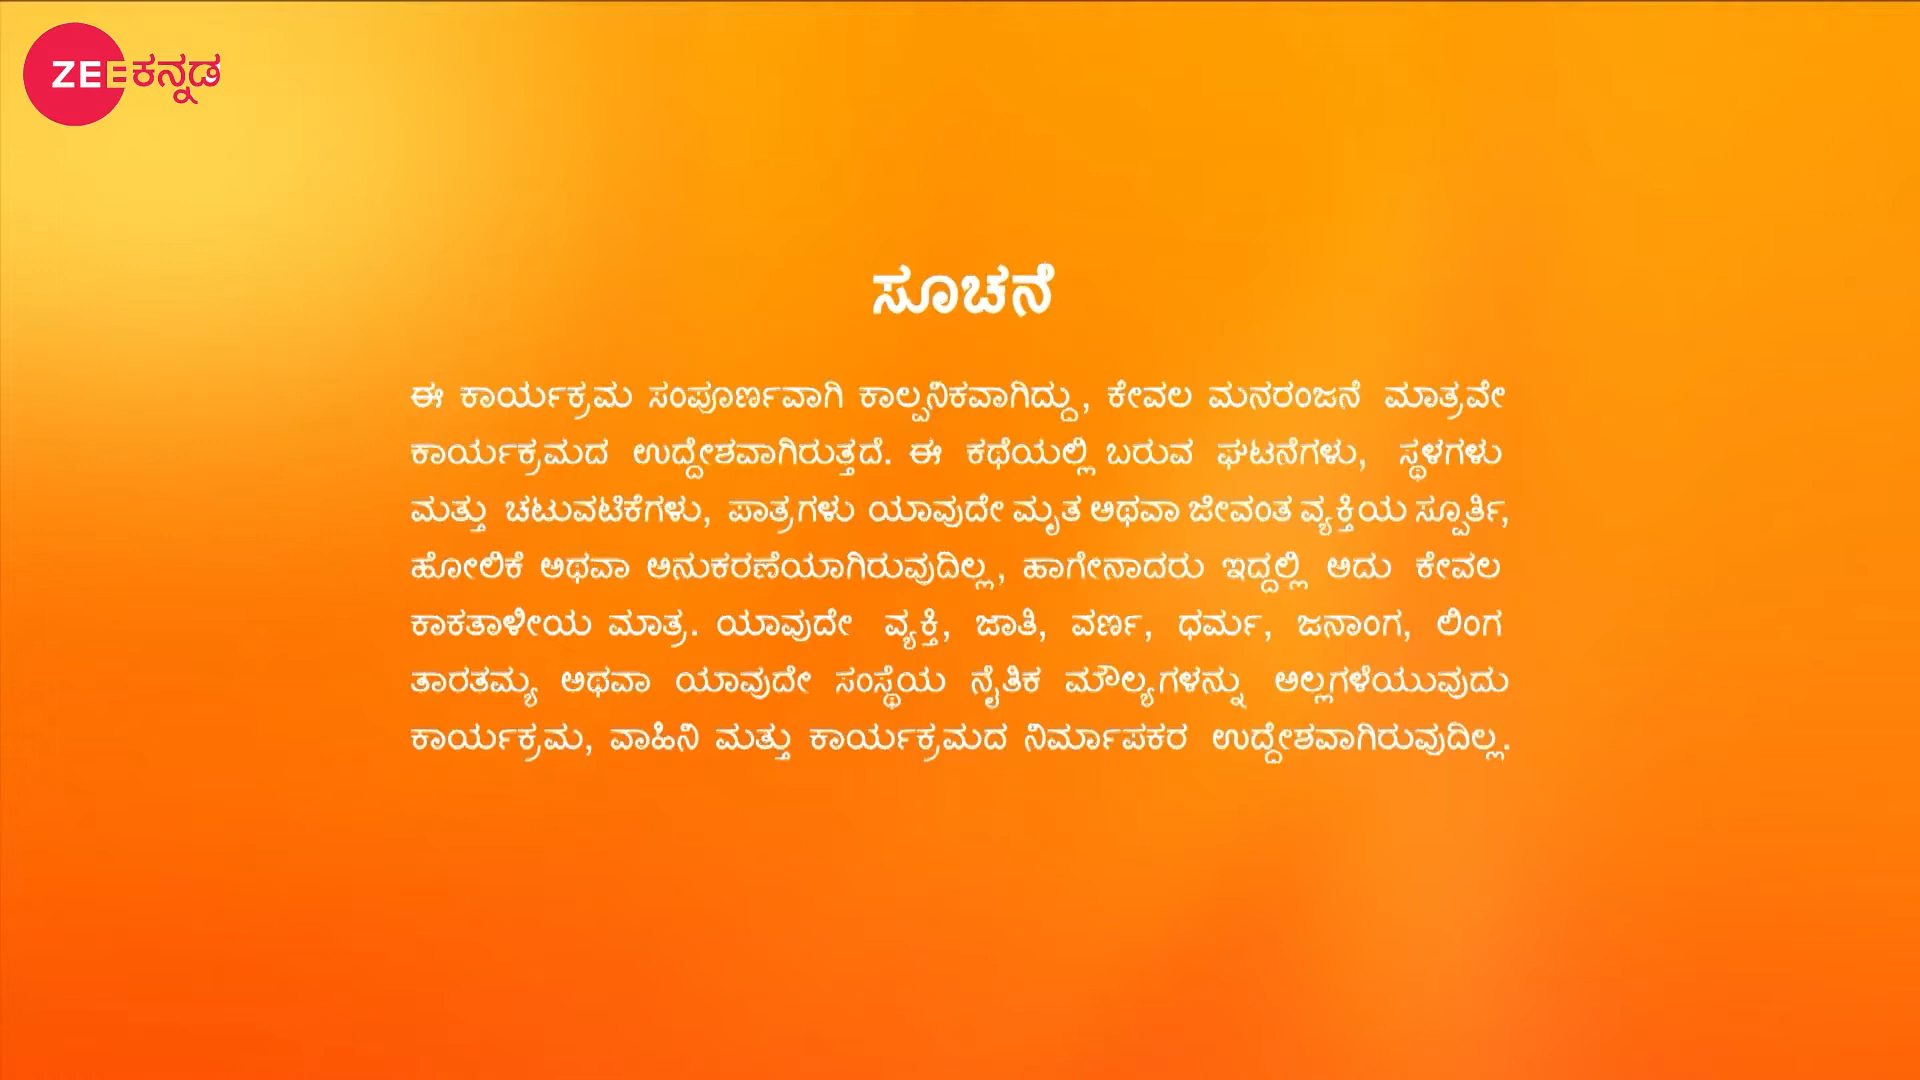 ZEEಕನ್ನಡ
ಸೂಚನೆ
ಈ ಕಾರ್ಯಕ್ರಮ ಸಂಪೂರ್ಣವಾಗಿ ಕಾಲ್ಪನಿಕವಾಗಿದ್ದು, ಕೇವಲ ಮನರಂಜನೆ ಮಾತ್ರವೇ
ಕಾರ್ಯಕ್ರಮದ ಉದ್ದೇಶವಾಗಿರುತ್ತದೆ. ಈ ಕಥೆಯಲ್ಲಿ ಬರುವ ಘಟನೆಗಳು, ಸ್ಥಳಗಳು
ಮತ್ತು ಚಟುವಟಿಕೆಗಳು, ಪಾತ್ರಗಳು ಯಾವುದೇ ಮೃತ ಅಥವಾ ಜೀವಂತ ವ್ಯಕ್ತಿಯ ಸ್ಪೂರ್ತಿ,
ಹೋಲಿಕೆ ಅಥವಾ ಅನುಕರಣೆಯಾಗಿರುವುದಿಲ್ಲ, ಹಾಗೇನಾದರು ಇದ್ದಲ್ಲಿ ಅದು ಕೇವಲ
ಕಾಕತಾಳೀಯ ಮಾತ್ರ. ಯಾವುದೇ ವ್ಯಕ್ತಿ, ಜಾತಿ, ವರ್ಣ, ಧರ್ಮ, ಜನಾಂಗ, ಲಿಂಗ
ತಾರತಮ್ಯ ಅಥವಾ ಯಾವುದೇ ಸಂಸ್ಥೆಯ ನೈತಿಕ ಮೌಲ್ಯಗಳನ್ನು ಅಲ್ಲಗಳೆಯುವುದು
ಕಾರ್ಯಕ್ರಮ, ವಾಹಿನಿ ಮತ್ತು ಕಾರ್ಯಕ್ರಮದ ನಿರ್ಮಾಪಕರ ಉದ್ದೇಶವಾಗಿರುವುದಿಲ್ಲ.